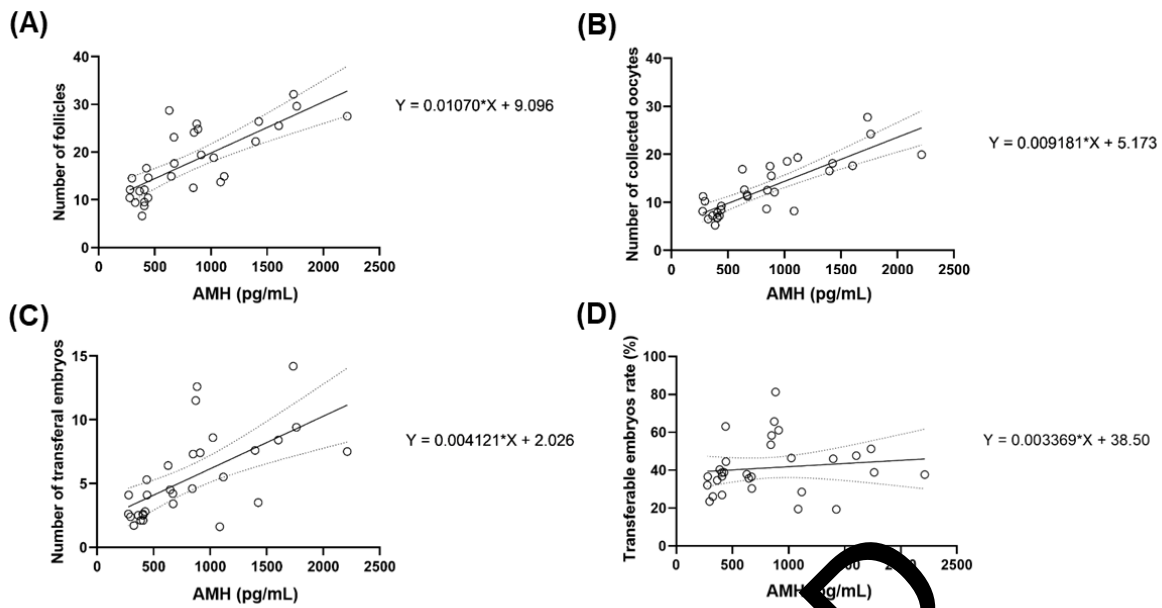 (A)
Number of follicles
40
30
20
10
0
0 500 1000 1500 2000 2500
AMH (pg/mL)
Y = 0.01070*X + 9.096
(B)
Number of collected oocytes
40
30
20
10
0
0 500 1000 1500 2000 2500
AMH (pg/mL)
Y = 0.009181*X + 5.173
(C)
Number of transferal embryos
15
10
5
0
0 500 1000 1500 2000 2500
AMH (pg/mL)
Y = 0.004121*X + 2.026
(D)
Transferable embryos rate (%)
100
80
60
40
20
0
0 500 1000 2500
AMH pg/mL)
Y = 0.003369*X + 38.50